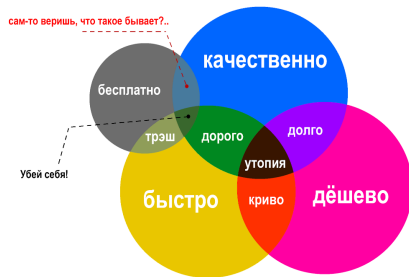 сам-то веришь, что такое бывает?..
качественно
бесплатно
трэш
дорого
долго
утопия
Убей себя!
быстро
криво
дёшево